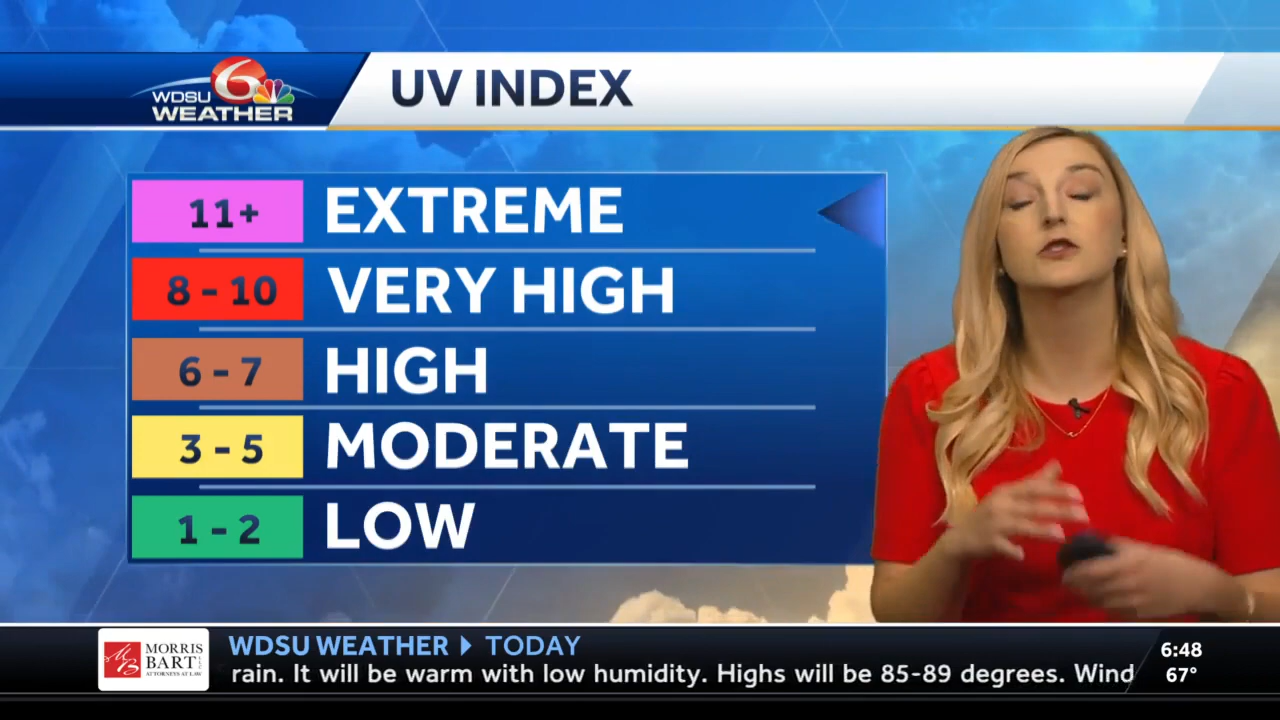 WDSU 6
WEATHER
UV INDEX
11+ EXTREME
8 - 10 VERY HIGH
6 - 7 HIGH
3 - 5 MODERATE
1 - 2 LOW
MORRIS
BART LLC
ATTORNEYS AT LAW
WDSU WEATHER TODAY
rain. It will be warm with low humidity. Highs will be 85-89 degrees. Wind
6:48
67°